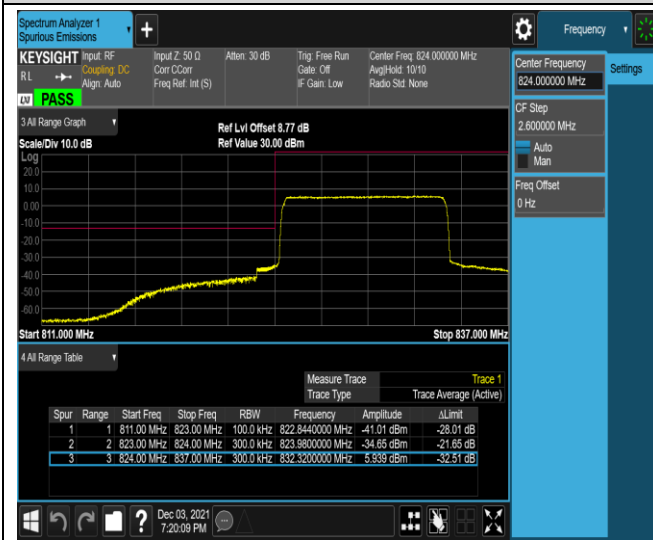 Spectrum Analyzer 1
Spurious Emissions
+
Frequency
KEYSIGHT Input: RF Input Z: 50 Ω Atten: 30 dB Trig: Free Run Center Freq: 824.000000 MHz
RL Coupling: DC Corr CCorr Gate: Off Avg|Hold: 10/10
Align: Auto Freq Ref: Int (S) IF Gain: Low Radio Std: None
LXI PASS
Center Frequency
824.000000 MHz
Settings
CF Step
2.600000 MHz
Auto
Man
Freq Offset
0 Hz
3 All Range Graph
Ref Lvl Offset 8.77 dB
Scale/Div 10.0 dB Ref Value 30.00 dBm
Log
20.0
10.0
0.00
-10.0
-20.0
-30.0
-40.0
-50.0
-60.0
Start 811.000 MHz Stop 837.000 MHz
4 All Range Table
Measure Trace Trace 1
Trace Type Trace Average (Active)
Spur Range Start Freq Stop Freq RBW Frequency Amplitude ΔLimit
1 1 811.00 MHz 823.00 MHz 100.0 kHz 822.8440000 MHz -41.01 dBm -28.01 dB
2 2 823.00 MHz 824.00 MHz 300.0 kHz 823.9800000 MHz -34.65 dBm -21.65 dB
3 3 824.00 MHz 837.00 MHz 300.0 kHz 832.3200000 MHz 5.939 dBm -32.51 dB
?
Dec 03, 2021
7:20:09 PM